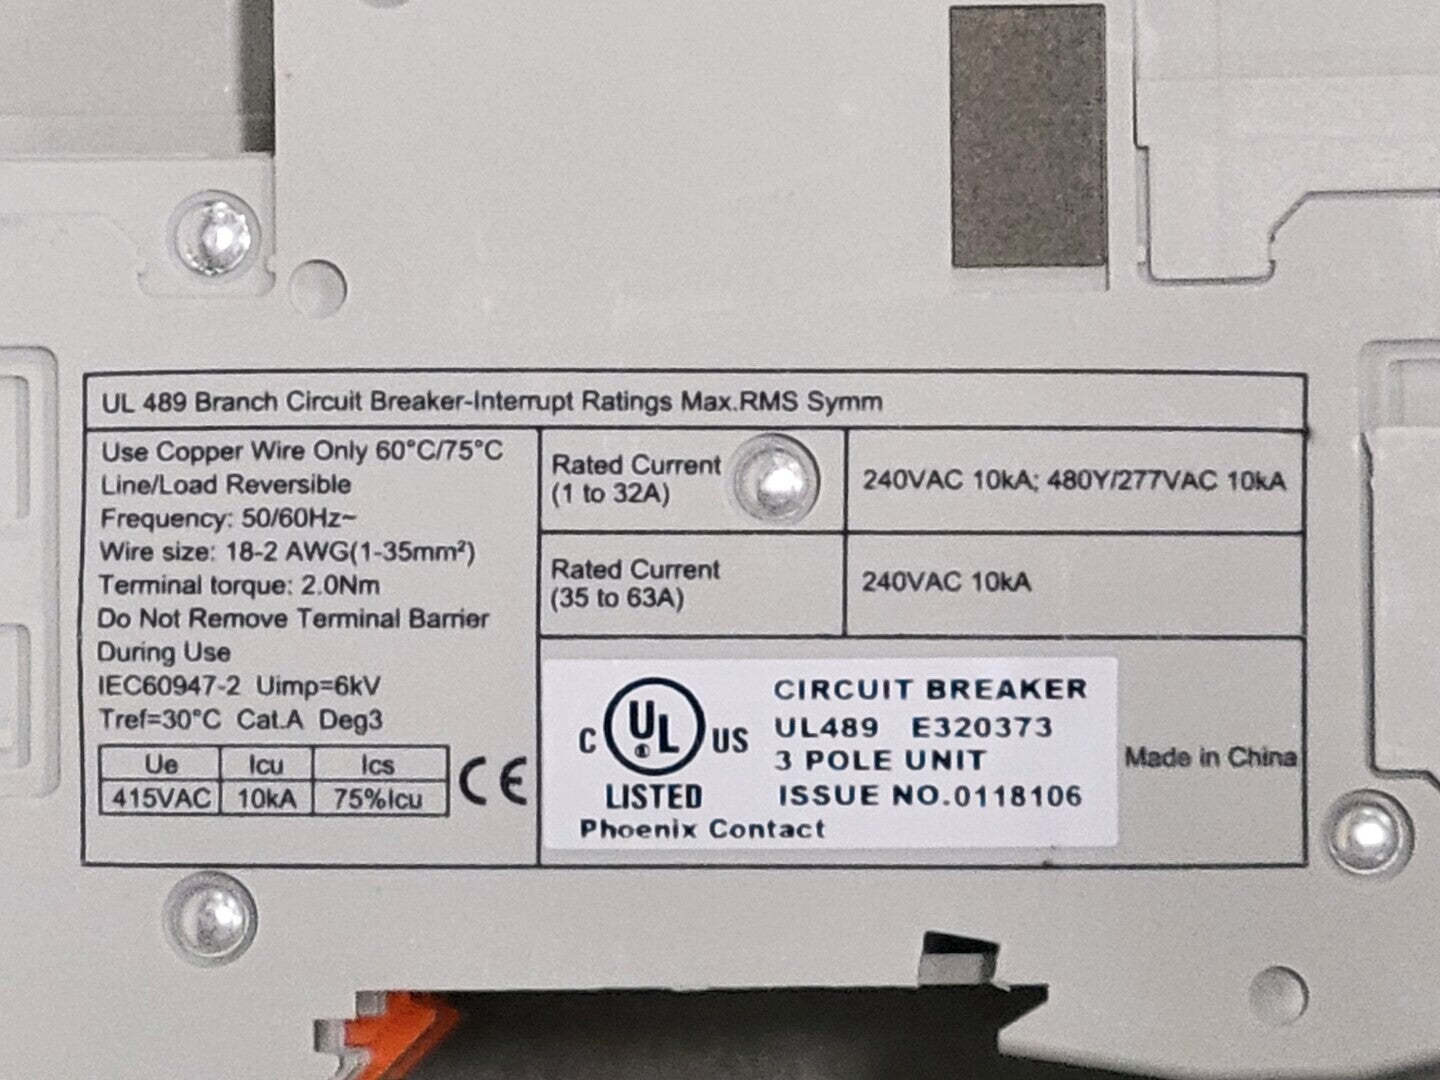 UL 489 Branch Circuit Breaker-Interrupt Ratings Max.RMS Symm
Use Copper Wire Only 60°C/75°C
Line/Load Reversible
Frequency: 50/60Hz~
Wire size: 18-2 AWG(1-35mm²)
Terminal torque: 2.0Nm
Do Not Remove Terminal Barrier
During Use
IEC60947-2 Uimp=6kV
Tref=30°C Cat.A Deg3
Ue Icu Ics
415VAC 10kA 75%Icu
CE
Rated Current
(1 to 32A)
240VAC 10kA; 480Y/277VAC 10kA
Rated Current
(35 to 63A)
240VAC 10kA
C UL ® US
LISTED
CIRCUIT BREAKER
UL489 E320373
3 POLE UNIT
ISSUE NO.0118106
Phoenix Contact
Made in China